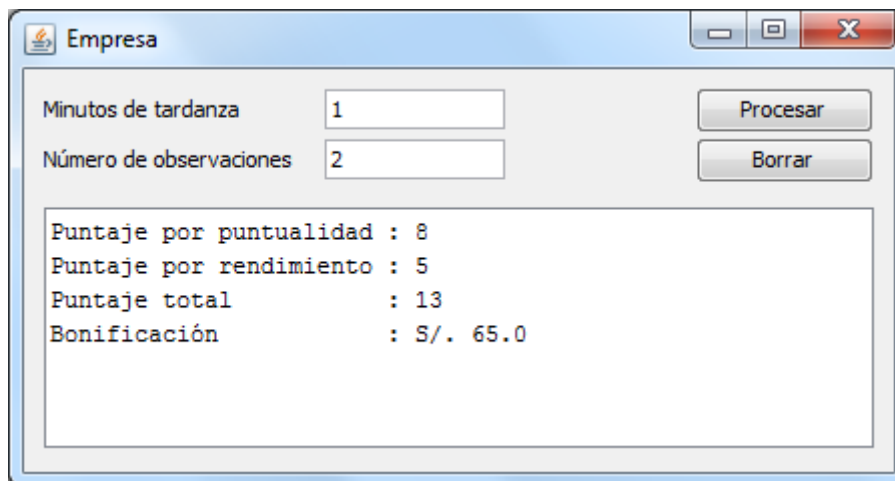 Empresa
Minutos de tardanza 1 Procesar
Número de observaciones 2 Borrar
Puntaje por puntualidad : 8
Puntaje por rendimiento : 5
Puntaje total : 13
Bonificación : S/. 65.0